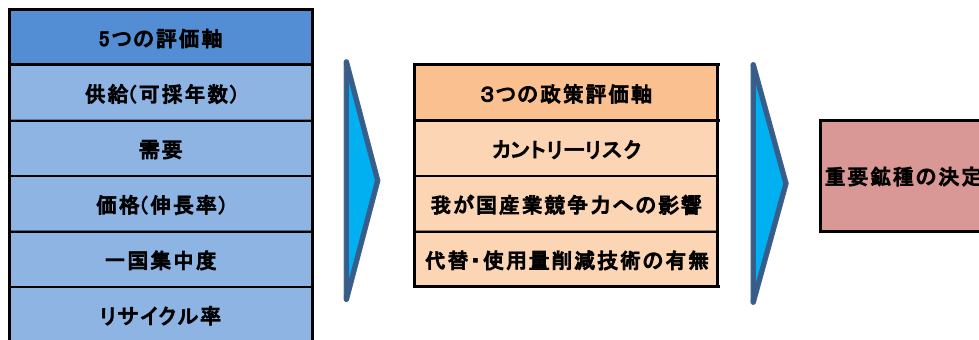 5つの評価軸
供給(可採年数)
需要
価格(伸長率)
一国集中度
リサイクル率
3つの政策評価軸
カントリーリスク
我が国産業競争力への影響
代替・使用量削減技術の有無
重要鉱種の決定